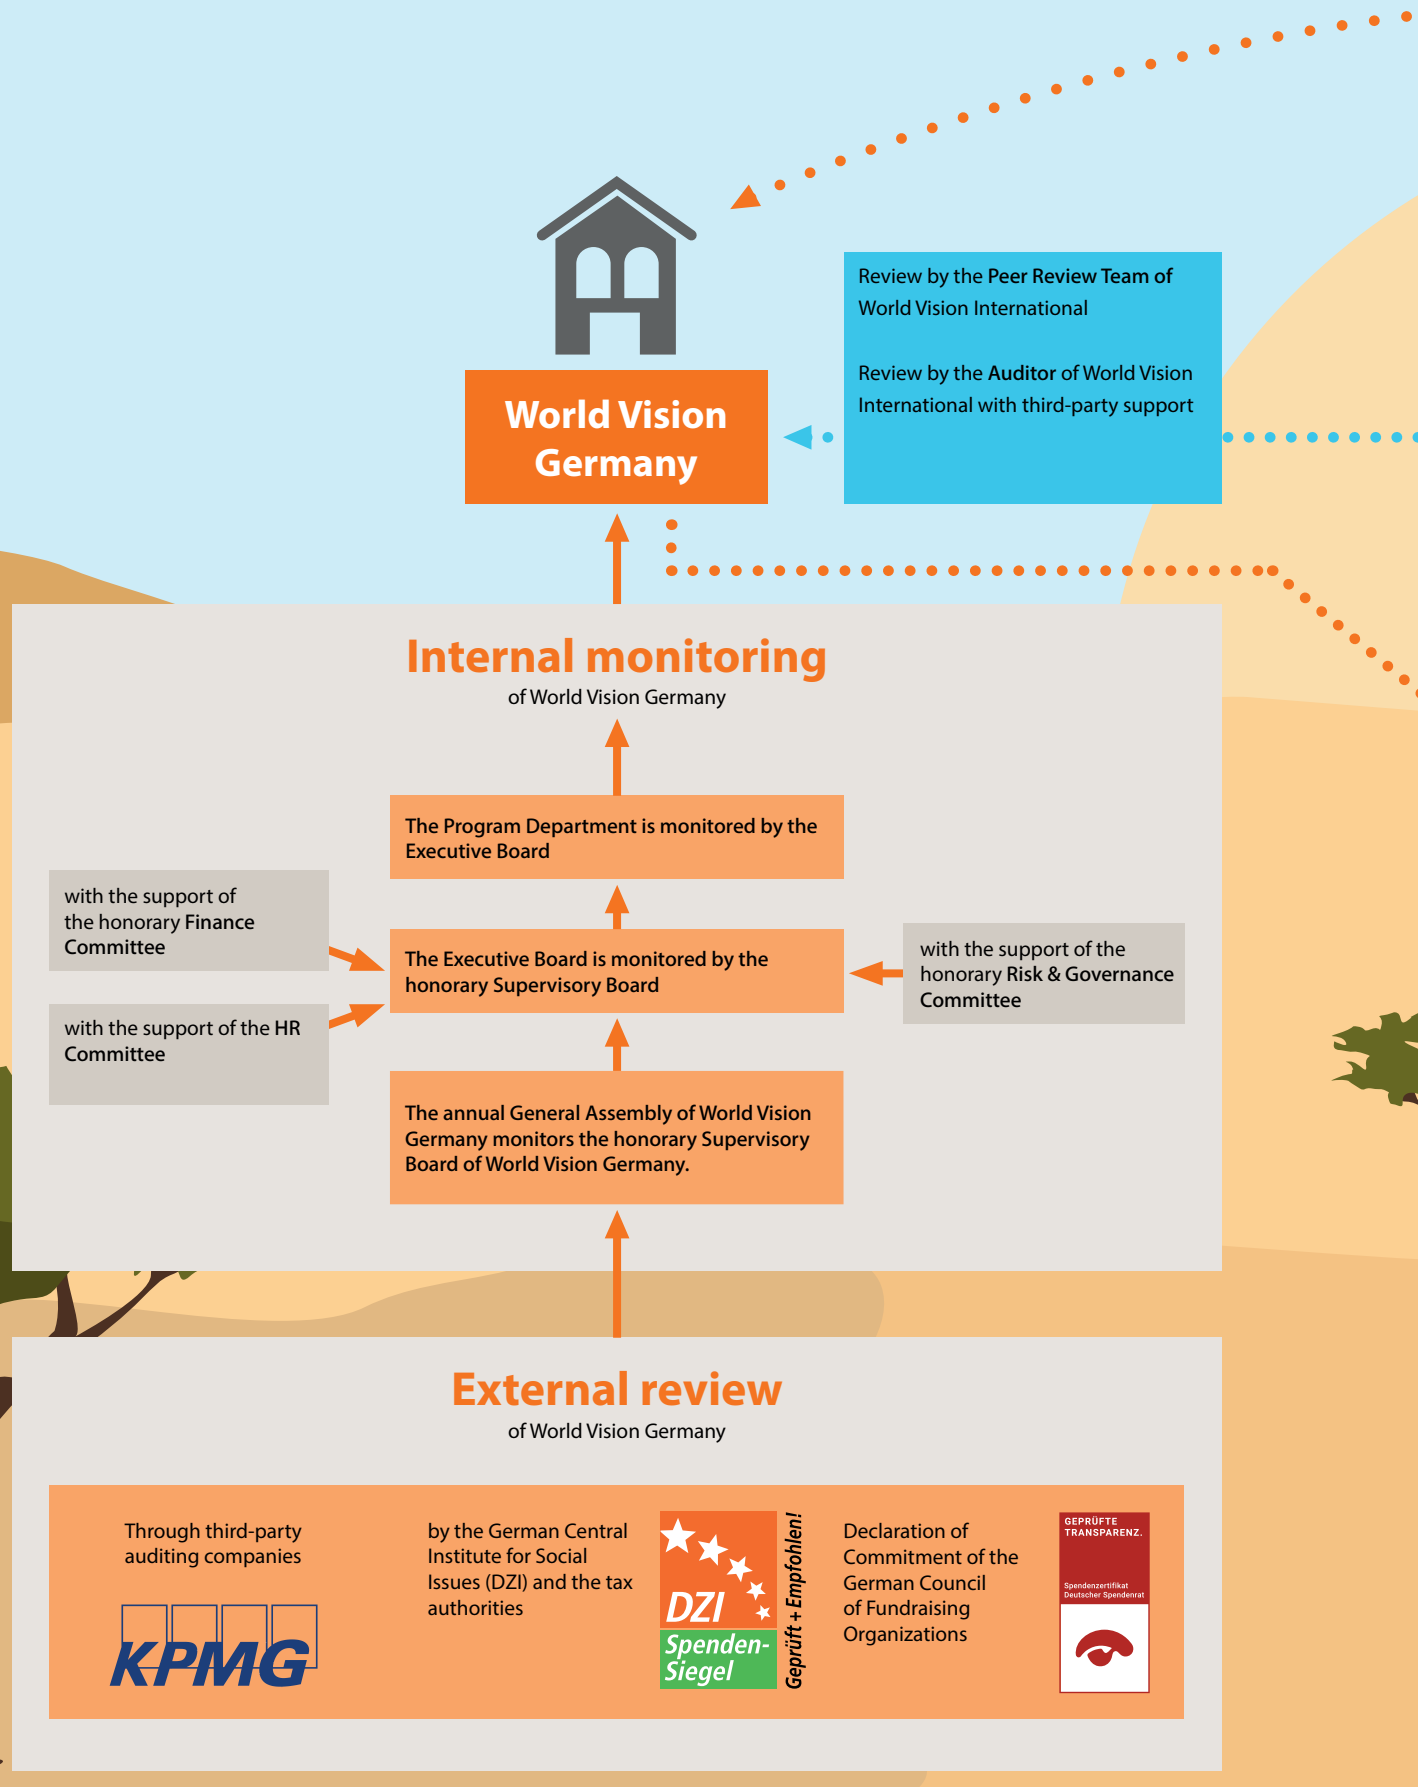 Review by the Peer Review Team of
World Vision International
Review by the Auditor of World Vision
International with third-party support
World Vision
Germany
Internal monitoring
of World Vision Germany
The Program Department is monitored by the
Executive Board
with the support of
the honorary Finance
Committee
The Executive Board is monitored by the
honorary Supervisory Board
with the support of the
honorary Risk & Governance
Committee
with the support of the HR
Committee
The annual General Assembly of World Vision
Germany monitors the honorary Supervisory
Board of World Vision Germany.
External review
of World Vision Germany
Through third-party
auditing companies
KPMG
by the German Central
Institute for Social
Issues (DZI) and the tax
authorities
DZI
Spenden-
Siegel
Geprüft + Empfohlen!
Declaration of
Commitment of the
German Council
of Fundraising
Organizations
GEPRÜFTE
TRANSPARENZ.
Spendenzertifikat
Deutscher Spendenrat